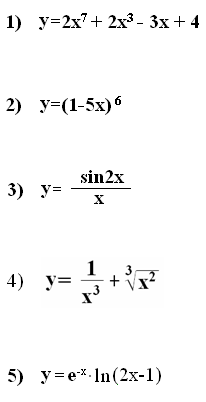 1) y=2x⁷+ 2x³- 3x + 4
2) y=(1-5x)⁶
3) y= sin2x/x
4) y= 1/x³ + ∛x²
5) y=e⁻ˣ·ln(2x-1)